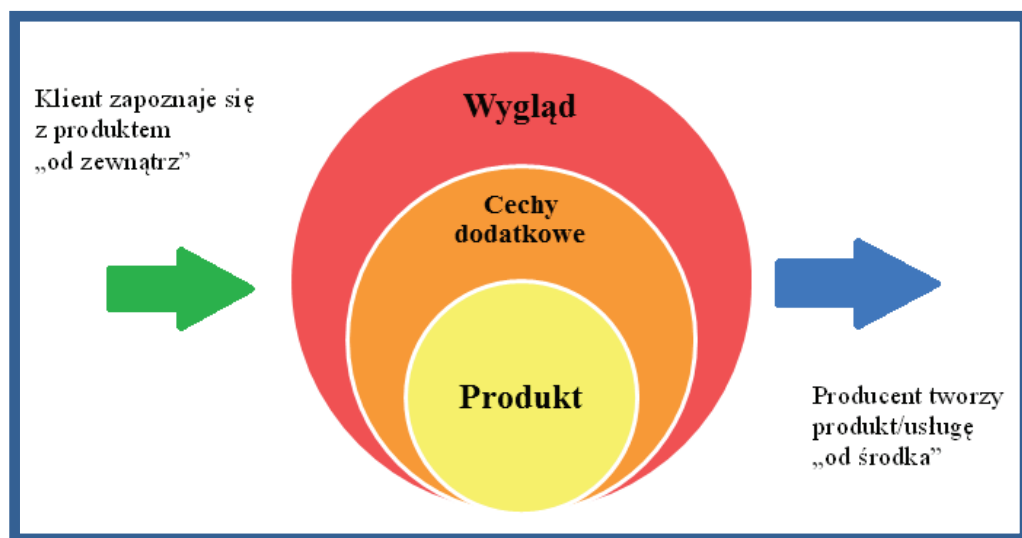 Klient zapoznaje się
z produktem
„od zewnątrz”
Wygląd
Cechy
dodatkowe
Produkt
Producent tworzy
produkt/usługę
„od środka”